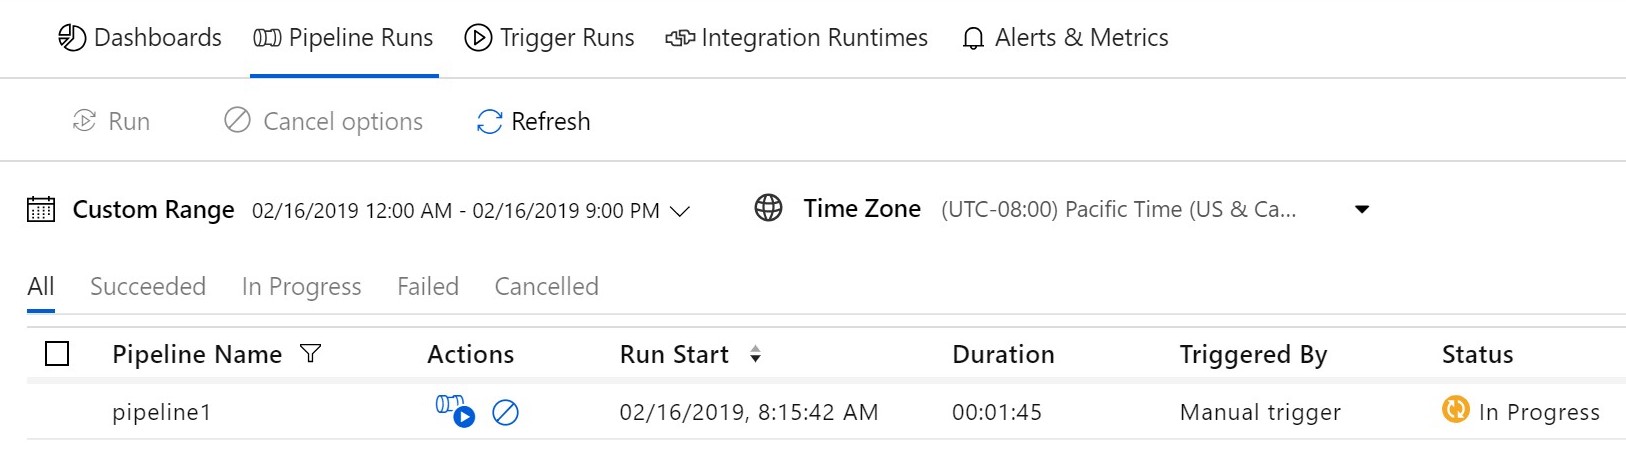 Dashboards Pipeline Runs Trigger Runs Integration Runtimes Alerts & Metrics
Run Cancel options Refresh
Custom Range 02/16/2019 12:00 AM - 02/16/2019 9:00 PM Time Zone (UTC-08:00) Pacific Time (US & Ca...
All Succeeded In Progress Failed Cancelled
Pipeline Name Actions Run Start Duration Triggered By Status
pipeline1 02/16/2019, 8:15:42 AM 00:01:45 Manual trigger In Progress